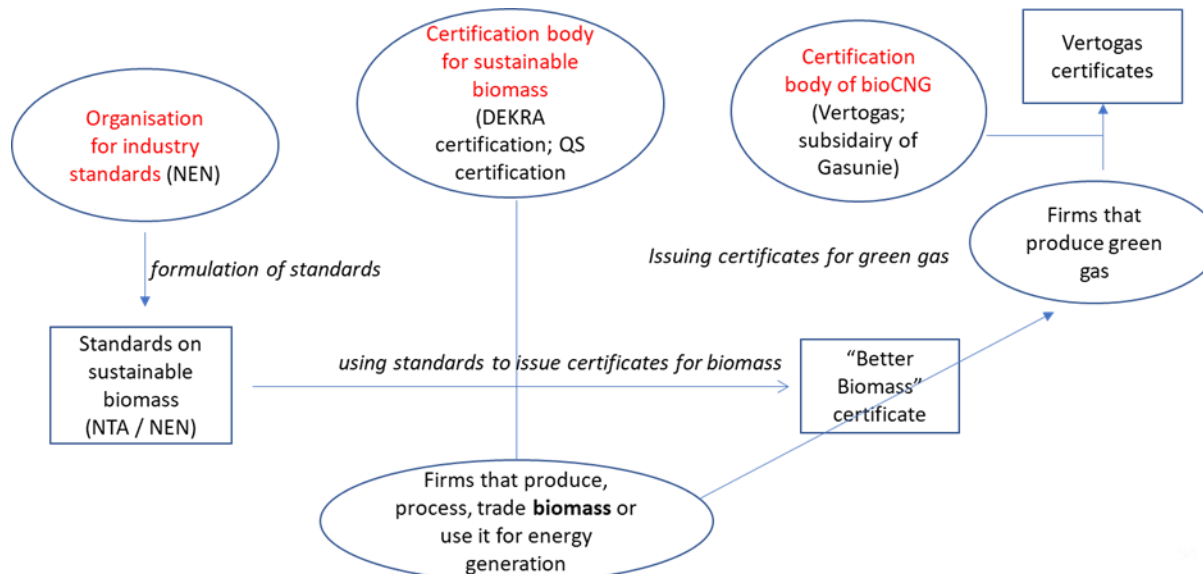 Organisation
for industry
standards (NEN)
Certification body
for sustainable
biomass
(DEKRA
certification; QS
certification
Certification
body of bioCNG
(Vertogas;
subsidairy of
Gasunie)
Vertogas
certificates
Firms that
produce green
gas
formulation of standards
Issuing certificates for green gas
Standards on
sustainable
biomass
(NTA / NEN)
using standards to issue certificates for biomass
“Better
Biomass”
certificate
Firms that produce,
process, trade biomass or
use it for energy
generation